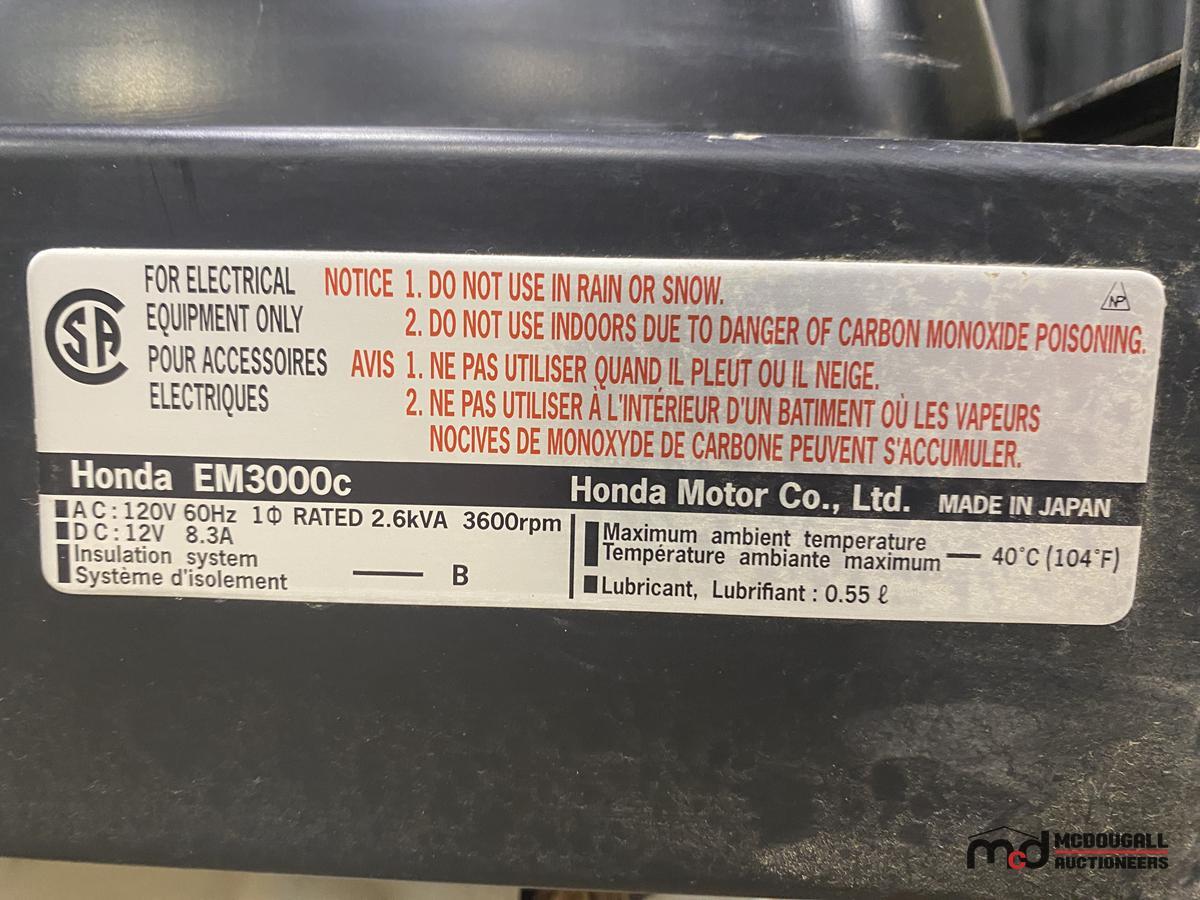 SA
FOR ELECTRICAL
EQUIPMENT ONLY
POUR ACCESSOIRES
ELECTRIQUES
NOTICE 1. DO NOT USE IN RAIN OR SNOW.
2. DO NOT USE INDOORS DUE TO DANGER OF CARBON MONOXIDE POISONING.
AVIS 1. NE PAS UTILISER QUAND IL PLEUT OU IL NEIGE.
2. NE PAS UTILISER À L'INTÉRIEUR D'UN BATIMENT OÙ LES VAPEURS
NOCIVES DE MONOXYDE DE CARBONE PEUVENT S'ACCUMULER.
NP
Honda EM3000c
Honda Motor Co., Ltd. MADE IN JAPAN
AC : 120V 60Hz 1Φ RATED 2.6kVA 3600rpm
DC : 12V 8.3A
Insulation system
Système d'isolement — B
Maximum ambient temperature
Température ambiante maximum — 40°C (104°F)
Lubricant, Lubrifiant : 0.55 ℓ
mcd MCDOUGALL
AUCTIONEERS